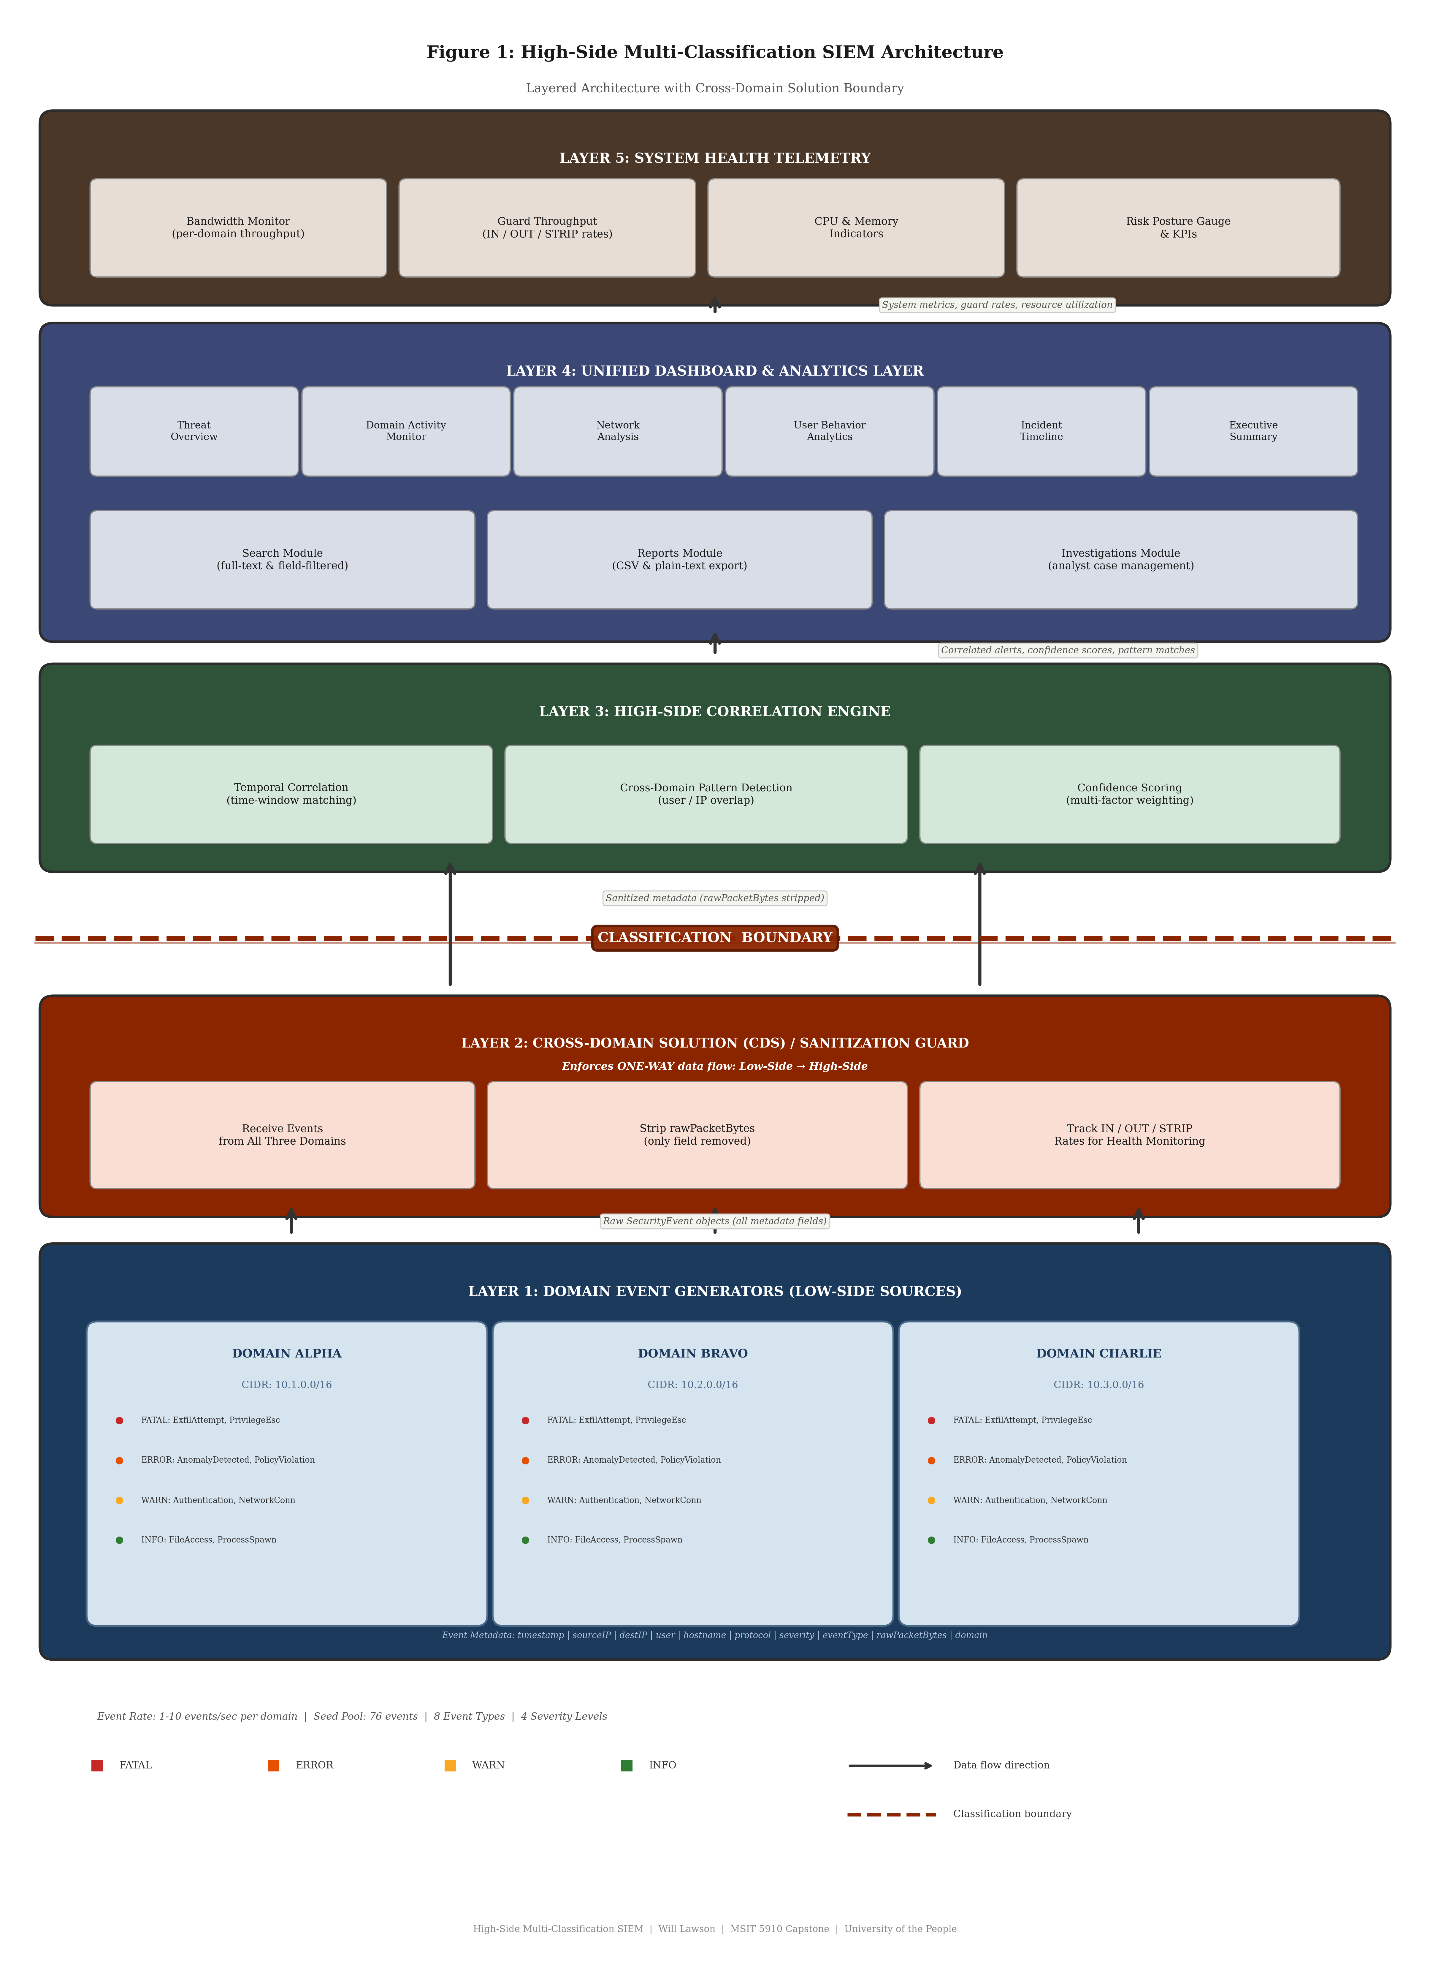 Figure 1: High-Side Multi-Classification SIEM Architecture
Layered Architecture with Cross-Domain Solution Boundary
LAYER 5: SYSTEM HEALTH TELEMETRY
Bandwidth Monitor
(per-domain throughput)
Guard Throughput
(IN / OUT / STRIP rates)
CPU & Memory
Indicators
Risk Posture Gauge
& KPIs
System metrics, guard rates, resource utilization
LAYER 4: UNIFIED DASHBOARD & ANALYTICS LAYER
Threat
Overview
Domain Activity
Monitor
Network
Analysis
User Behavior
Analytics
Incident
Timeline
Executive
Summary
Search Module
(full-text & field-filtered)
Reports Module
(CSV & plain-text export)
Investigations Module
(analyst case management)
Correlated alerts, confidence scores, pattern matches
LAYER 3: HIGH-SIDE CORRELATION ENGINE
Temporal Correlation
(time-window matching)
Cross-Domain Pattern Detection
(user / IP overlap)
Confidence Scoring
(multi-factor weighting)
Sanitized metadata (rawPacketBytes stripped)
CLASSIFICATION BOUNDARY
LAYER 2: CROSS-DOMAIN SOLUTION (CDS) / SANITIZATION GUARD
Enforces ONE-WAY data flow: Low-Side → High-Side
Receive Events
from All Three Domains
Strip rawPacketBytes
(only field removed)
Track IN / OUT / STRIP
Rates for Health Monitoring
Raw SecurityEvent objects (all metadata fields)
LAYER 1: DOMAIN EVENT GENERATORS (LOW-SIDE SOURCES)
DOMAIN ALPHA
CIDR: 10.1.0.0/16
FATAL: ExfilAttempt, PrivilegeEsc
ERROR: AnomalyDetected, PolicyViolation
WARN: Authentication, NetworkConn
INFO: FileAccess, ProcessSpawn
DOMAIN BRAVO
CIDR: 10.2.0.0/16
FATAL: ExfilAttempt, PrivilegeEsc
ERROR: AnomalyDetected, PolicyViolation
WARN: Authentication, NetworkConn
INFO: FileAccess, ProcessSpawn
DOMAIN CHARLIE
CIDR: 10.3.0.0/16
FATAL: ExfilAttempt, PrivilegeEsc
ERROR: AnomalyDetected, PolicyViolation
WARN: Authentication, NetworkConn
INFO: FileAccess, ProcessSpawn
Event Metadata: timestamp | sourceIP | destIP | user | hostname | protocol | severity | eventType | rawPacketBytes | domain
Event Rate: 1-10 events/sec per domain | Seed Pool: 76 events | 8 Event Types | 4 Severity Levels
FATAL
ERROR
WARN
INFO
Data flow direction
Classification boundary
High-Side Multi-Classification SIEM | Will Lawson | MSIT 5910 Capstone | University of the People